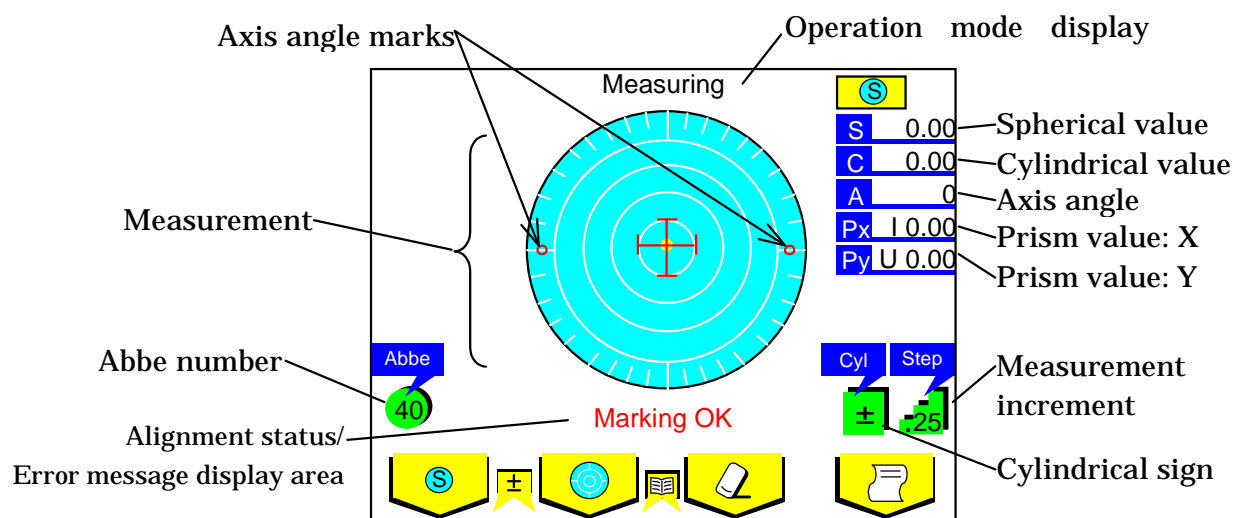 Axis angle marks
Operation mode display
Measuring
S
S 0.00
Spherical value
C 0.00
Cylindrical value
A 0
Axis angle
Px I 0.00
Prism value: X
Py U 0.00
Prism value: Y
Measurement
Abbe number
Abbe
40
Cyl
Step
±
.25
Measurement
increment
Marking OK
Alignment status/
Error message display area
Cylindrical sign
S
±